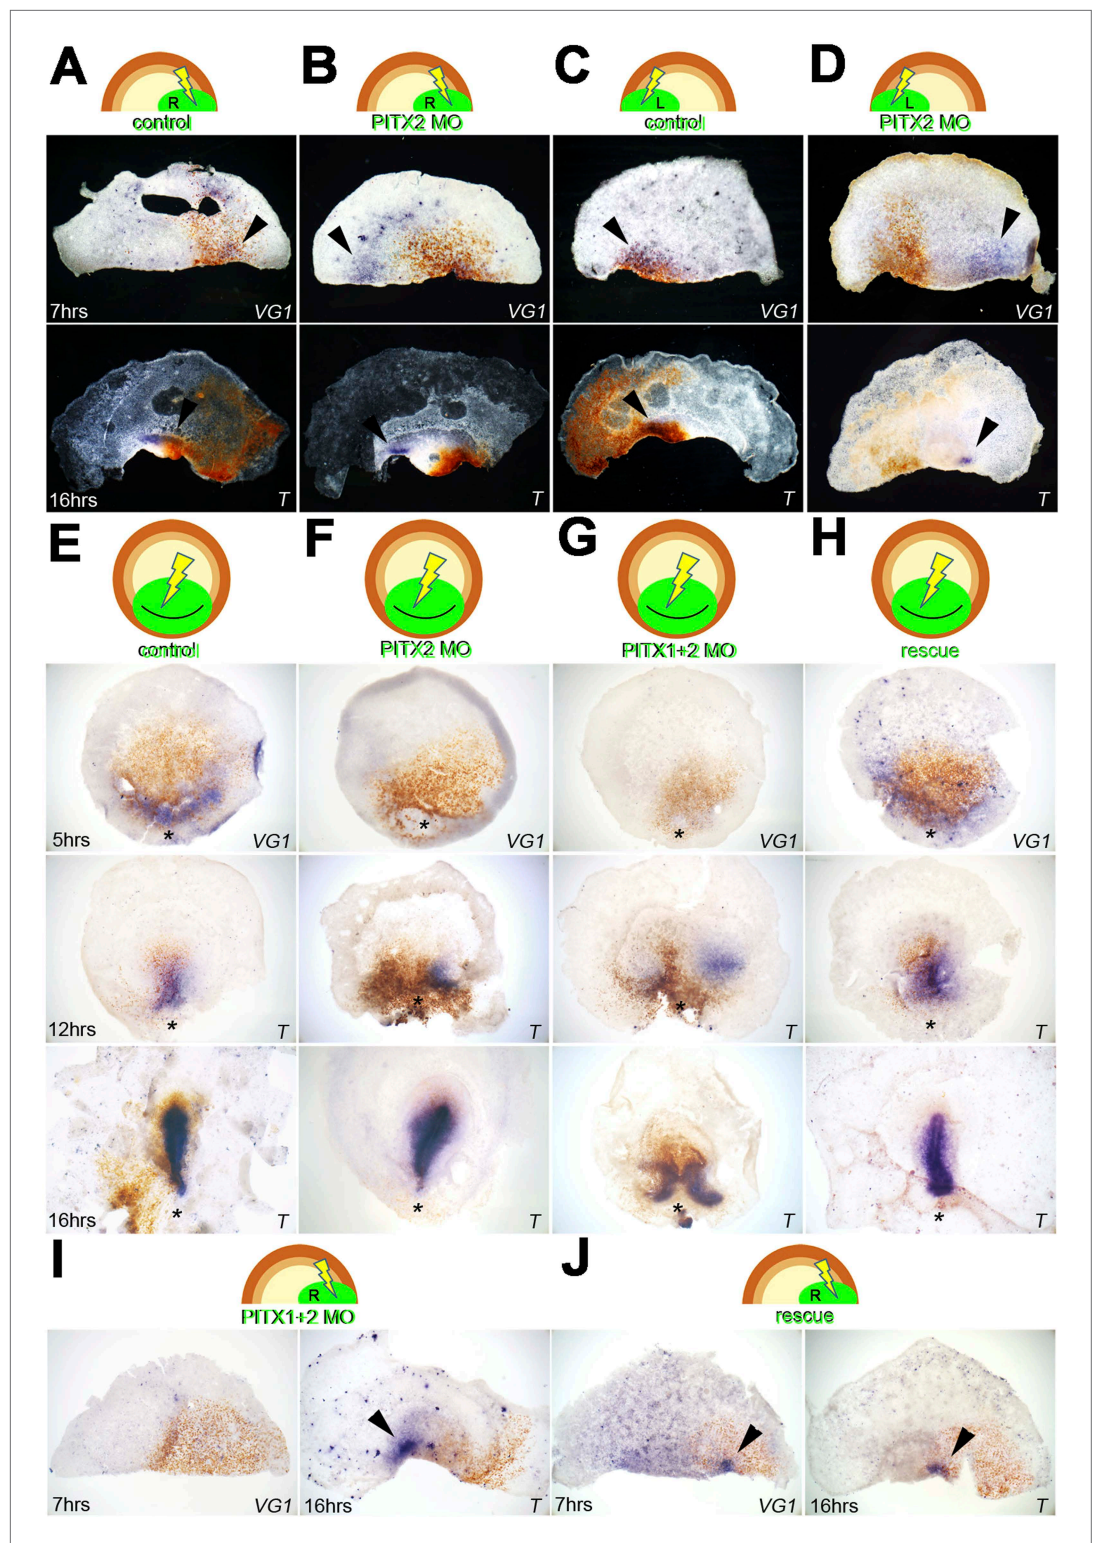 A B C D
R R L L
control PITX2 MO control PITX2 MO
7hrs VG1 VG1 VG1 VG1
16hrs T T T T
E F G H
control PITX2 MO PITX1+2 MO rescue
* * * *
5hrs VG1 VG1 VG1 VG1
* * * *
12hrs T T T T
* * * *
16hrs T T T T
I J
R R
PITX1+2 MO rescue
7hrs VG1 16hrs T 7hrs VG1 16hrs T